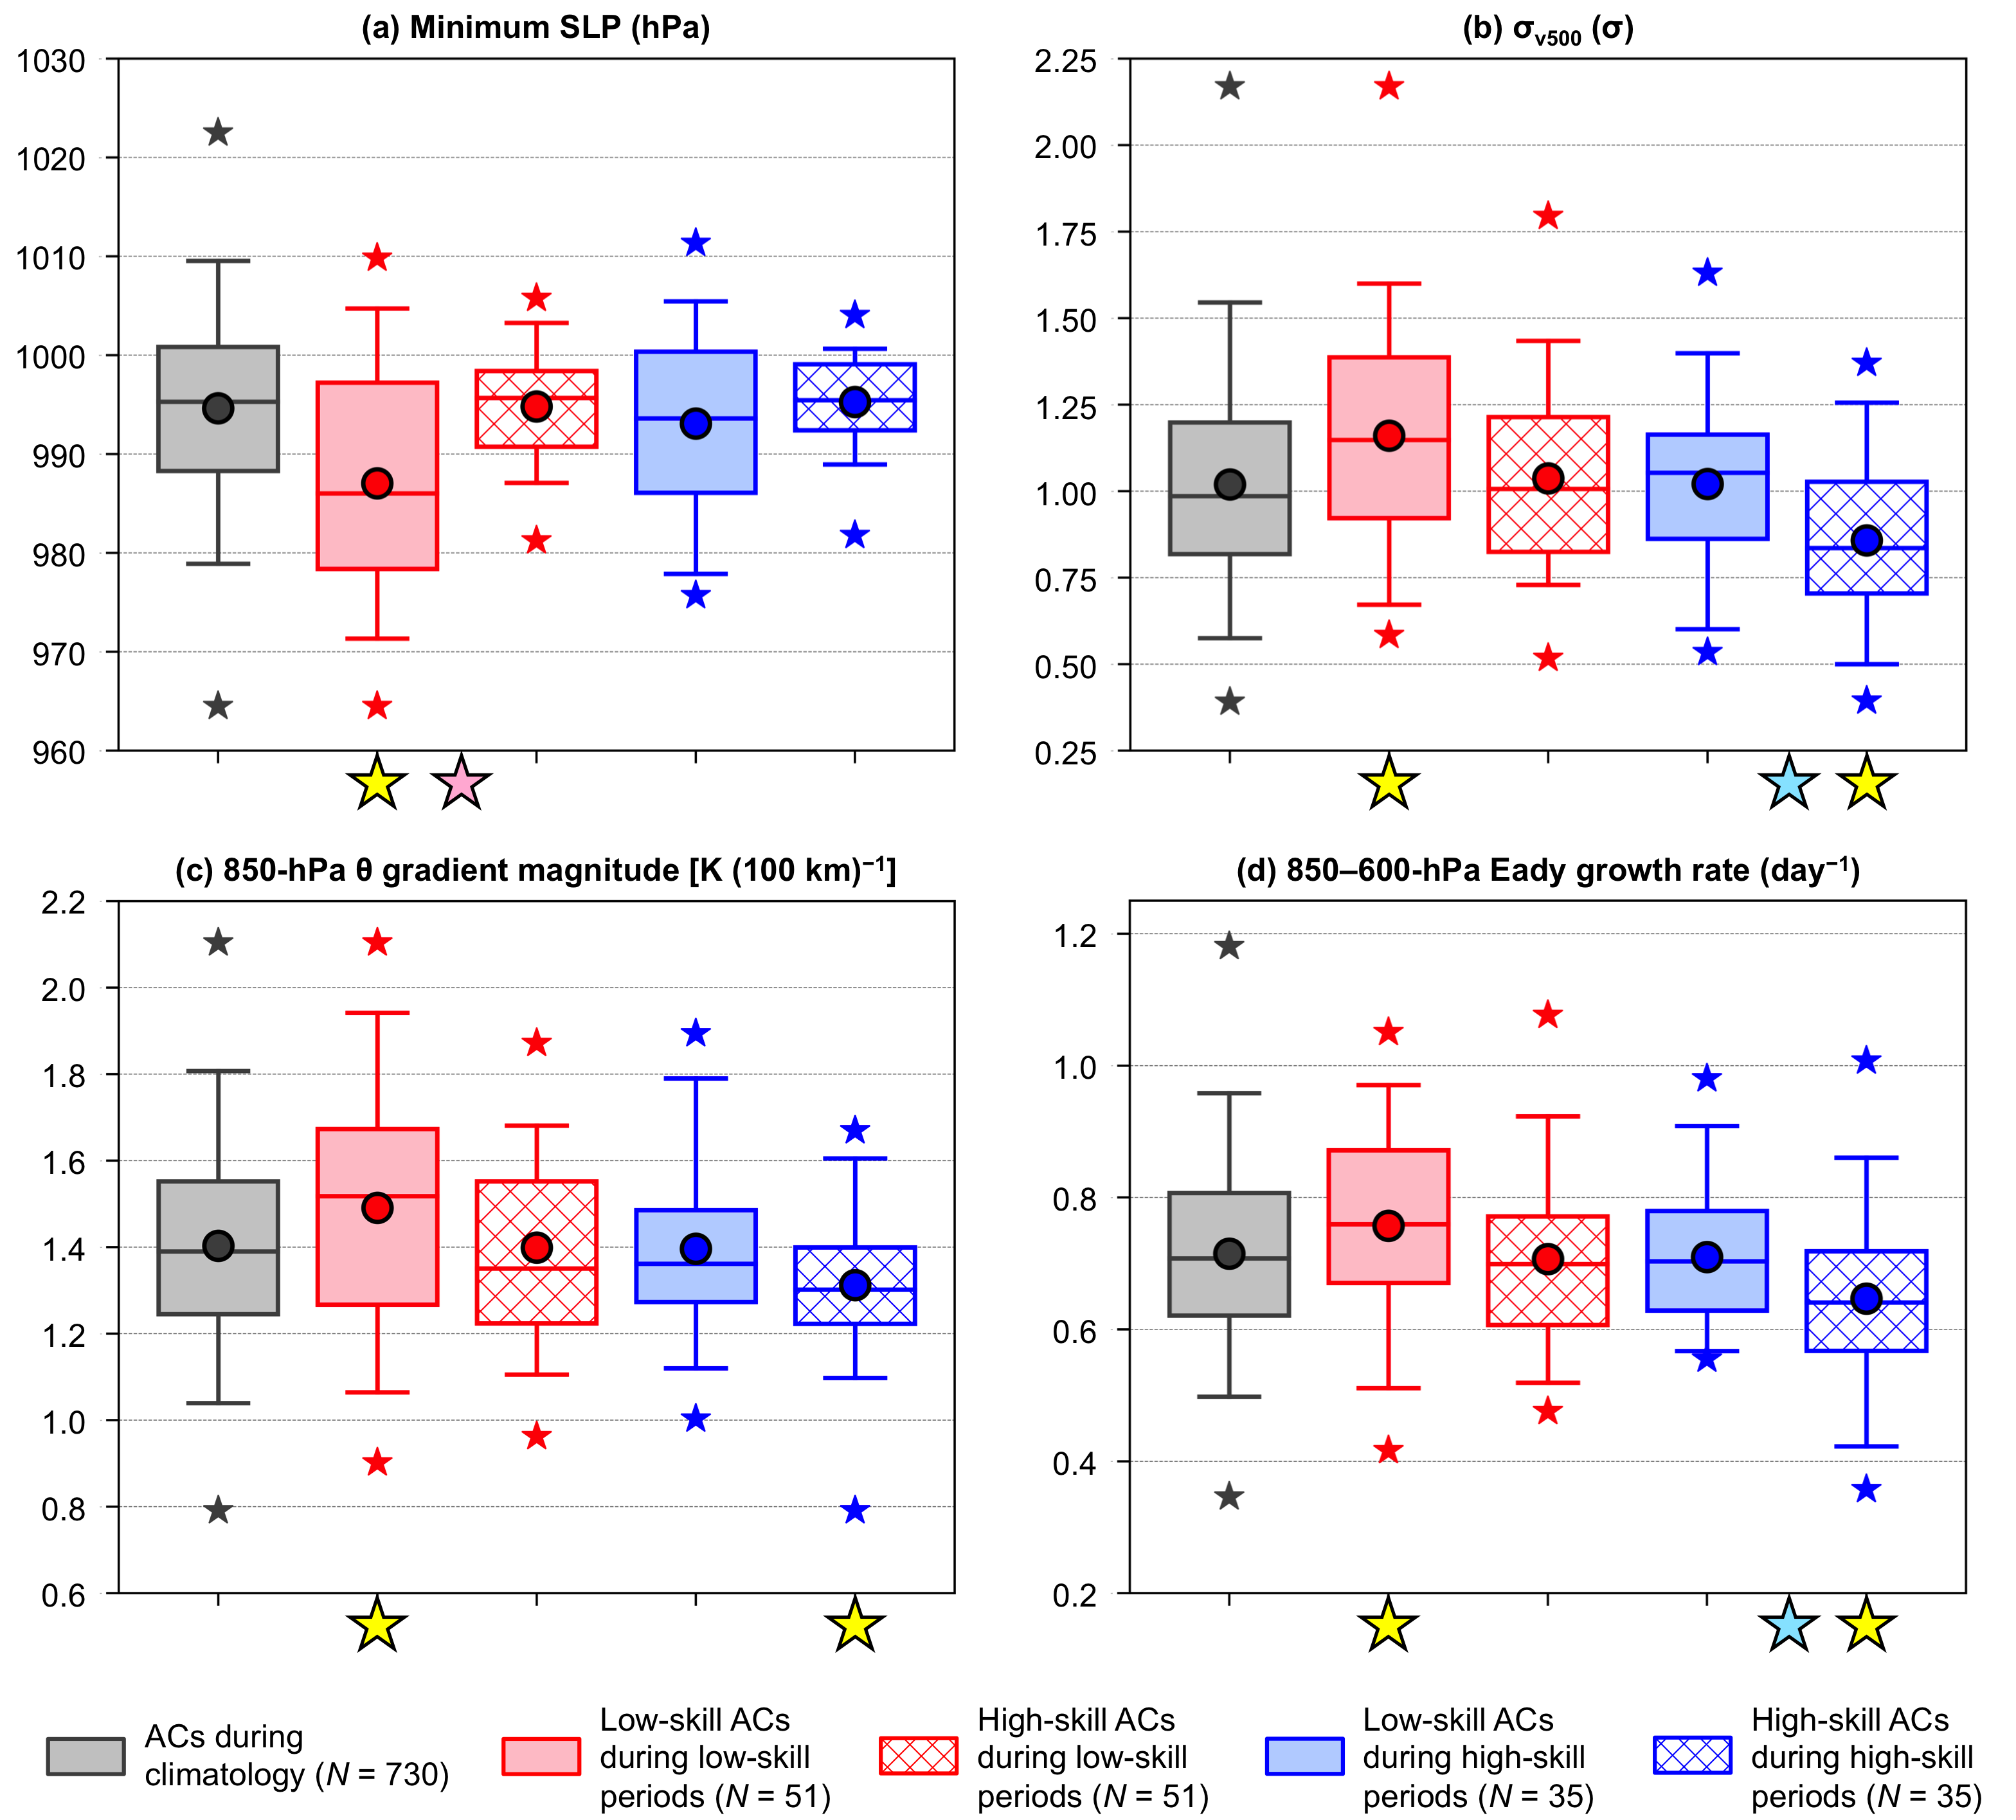 (a) Minimum SLP (hPa)
1030
1020
1010
1000
990
980
970
960
(b) σv500 (σ)
2.25
2.00
1.75
1.50
1.25
1.00
0.75
0.50
0.25
(c) 850-hPa θ gradient magnitude [K (100 km)⁻¹]
2.2
2.0
1.8
1.6
1.4
1.2
1.0
0.8
0.6
(d) 850–600-hPa Eady growth rate (day⁻¹)
1.2
1.0
0.8
0.6
0.4
0.2
ACs during
climatology (N = 730)
Low-skill ACs
during low-skill
periods (N = 51)
High-skill ACs
during low-skill
periods (N = 51)
Low-skill ACs
during high-skill
periods (N = 35)
High-skill ACs
during high-skill
periods (N = 35)